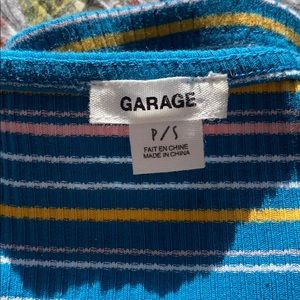 GARAGE
P/S
FAIT EN CHINE
MADE IN CHINA